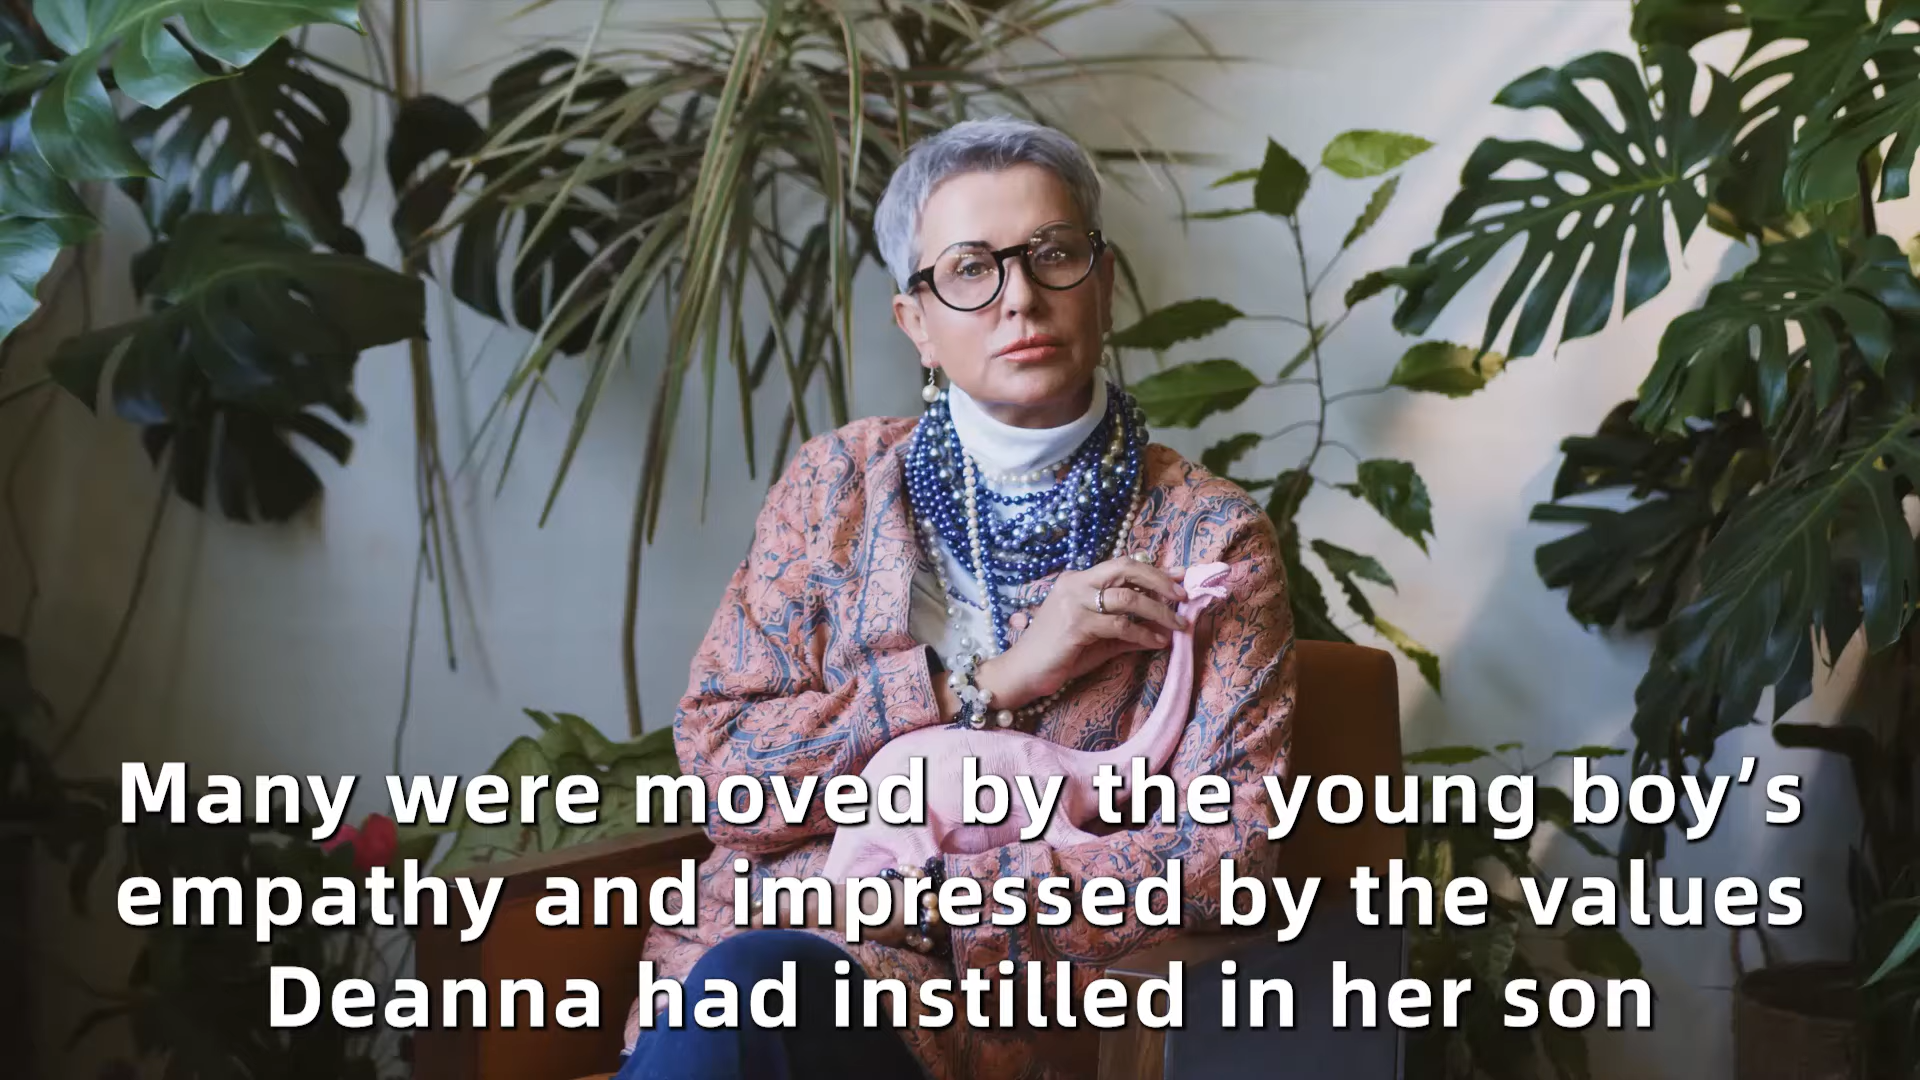 Many were moved by the young boy’s
empathy and impressed by the values
Deanna had instilled in her son